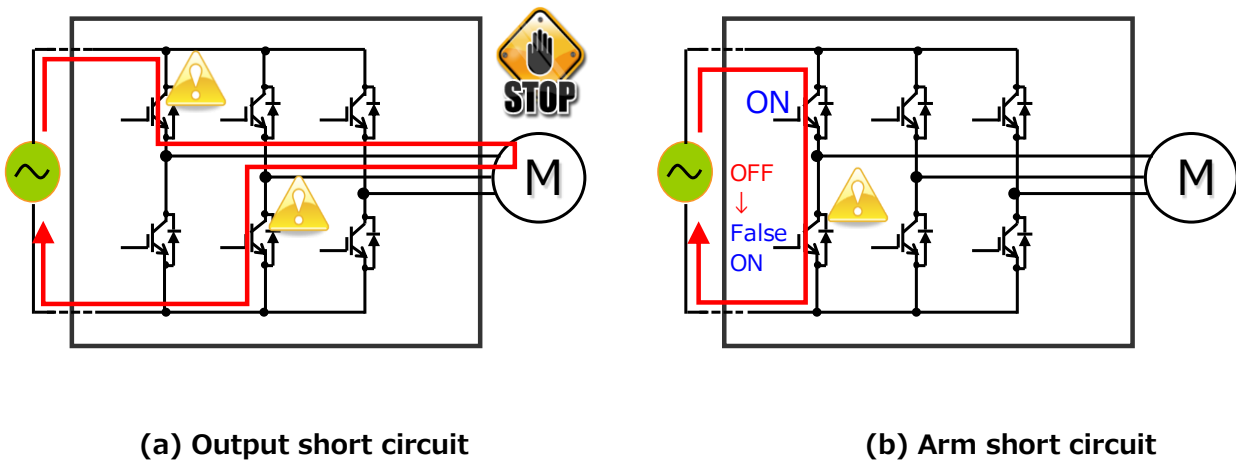 STOP
M
(a) Output short circuit
ON
OFF
↓
False
ON
M
(b) Arm short circuit